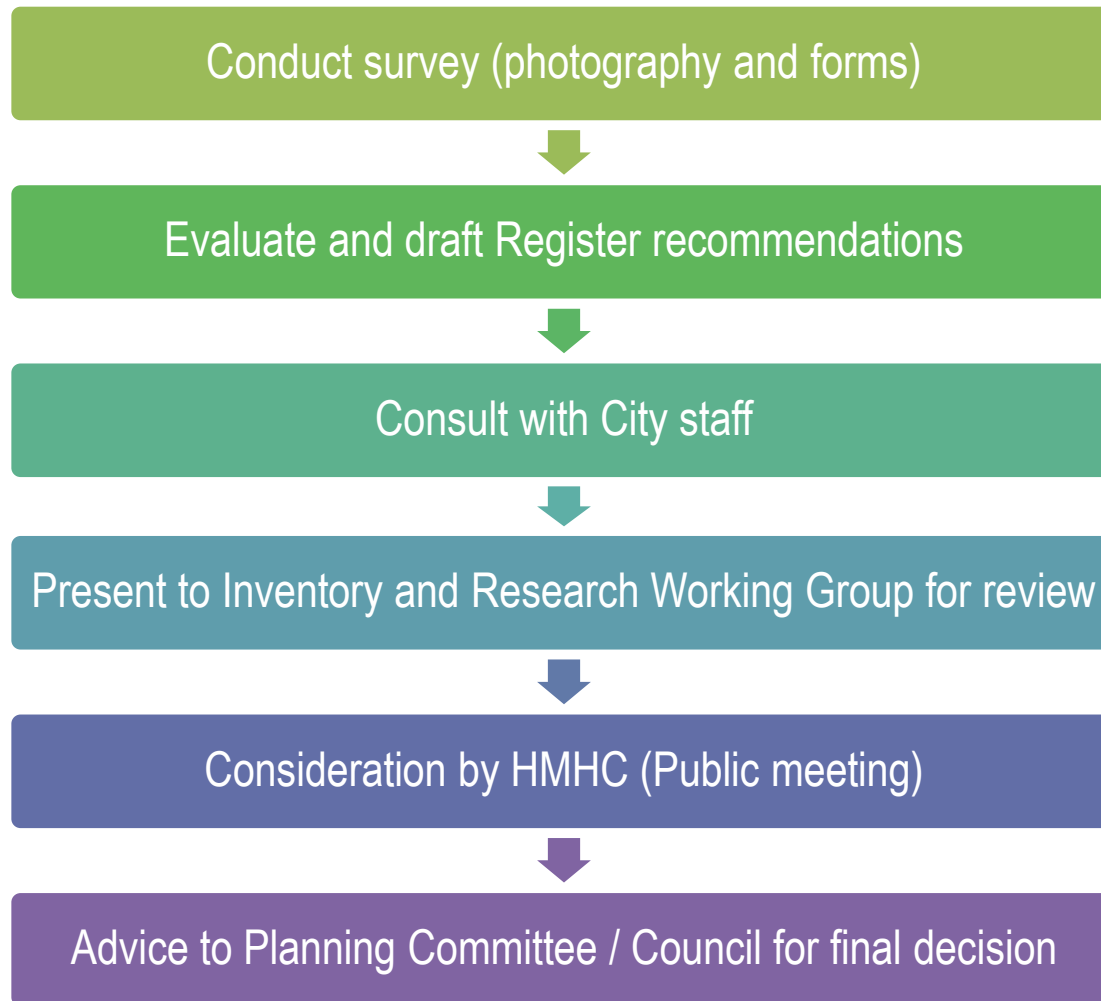 Conduct survey (photography and forms)
Evaluate and draft Register recommendations
Consult with City staff
Present to Inventory and Research Working Group for review
Consideration by HMHC (Public meeting)
Advice to Planning Committee / Council for final decision